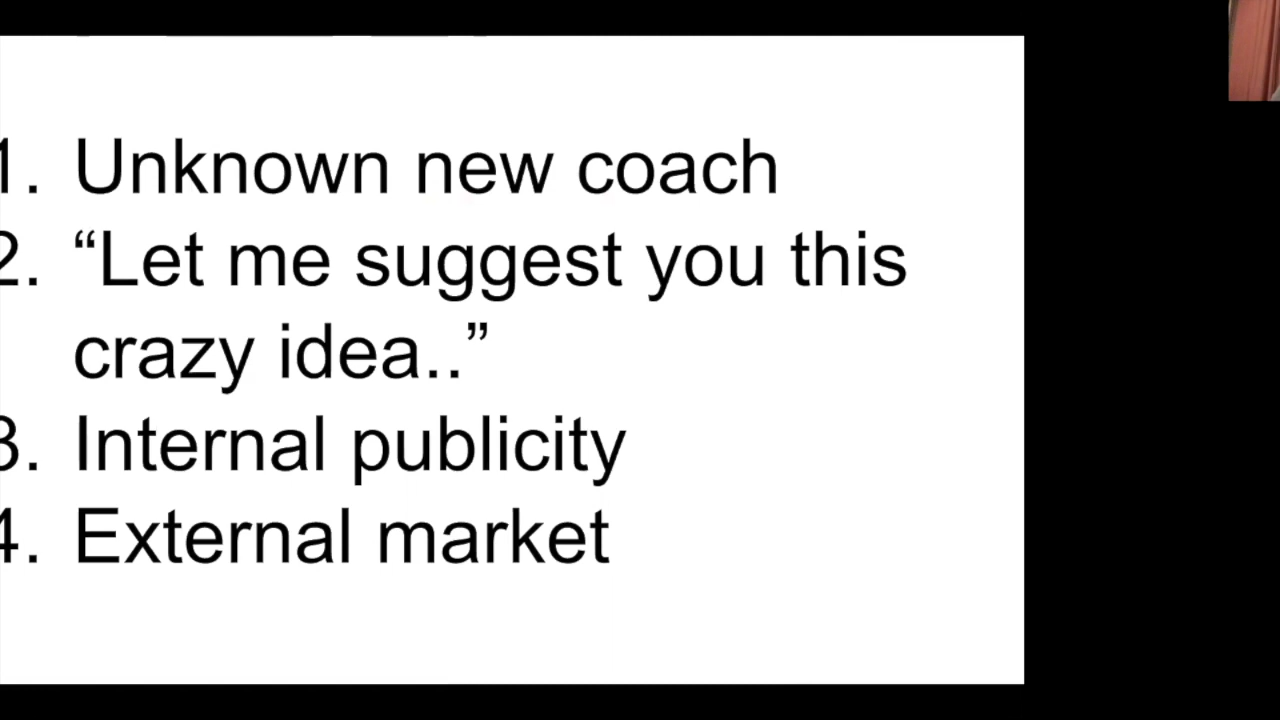 1. Unknown new coach
2. “Let me suggest you this
crazy idea..”
3. Internal publicity
4. External market